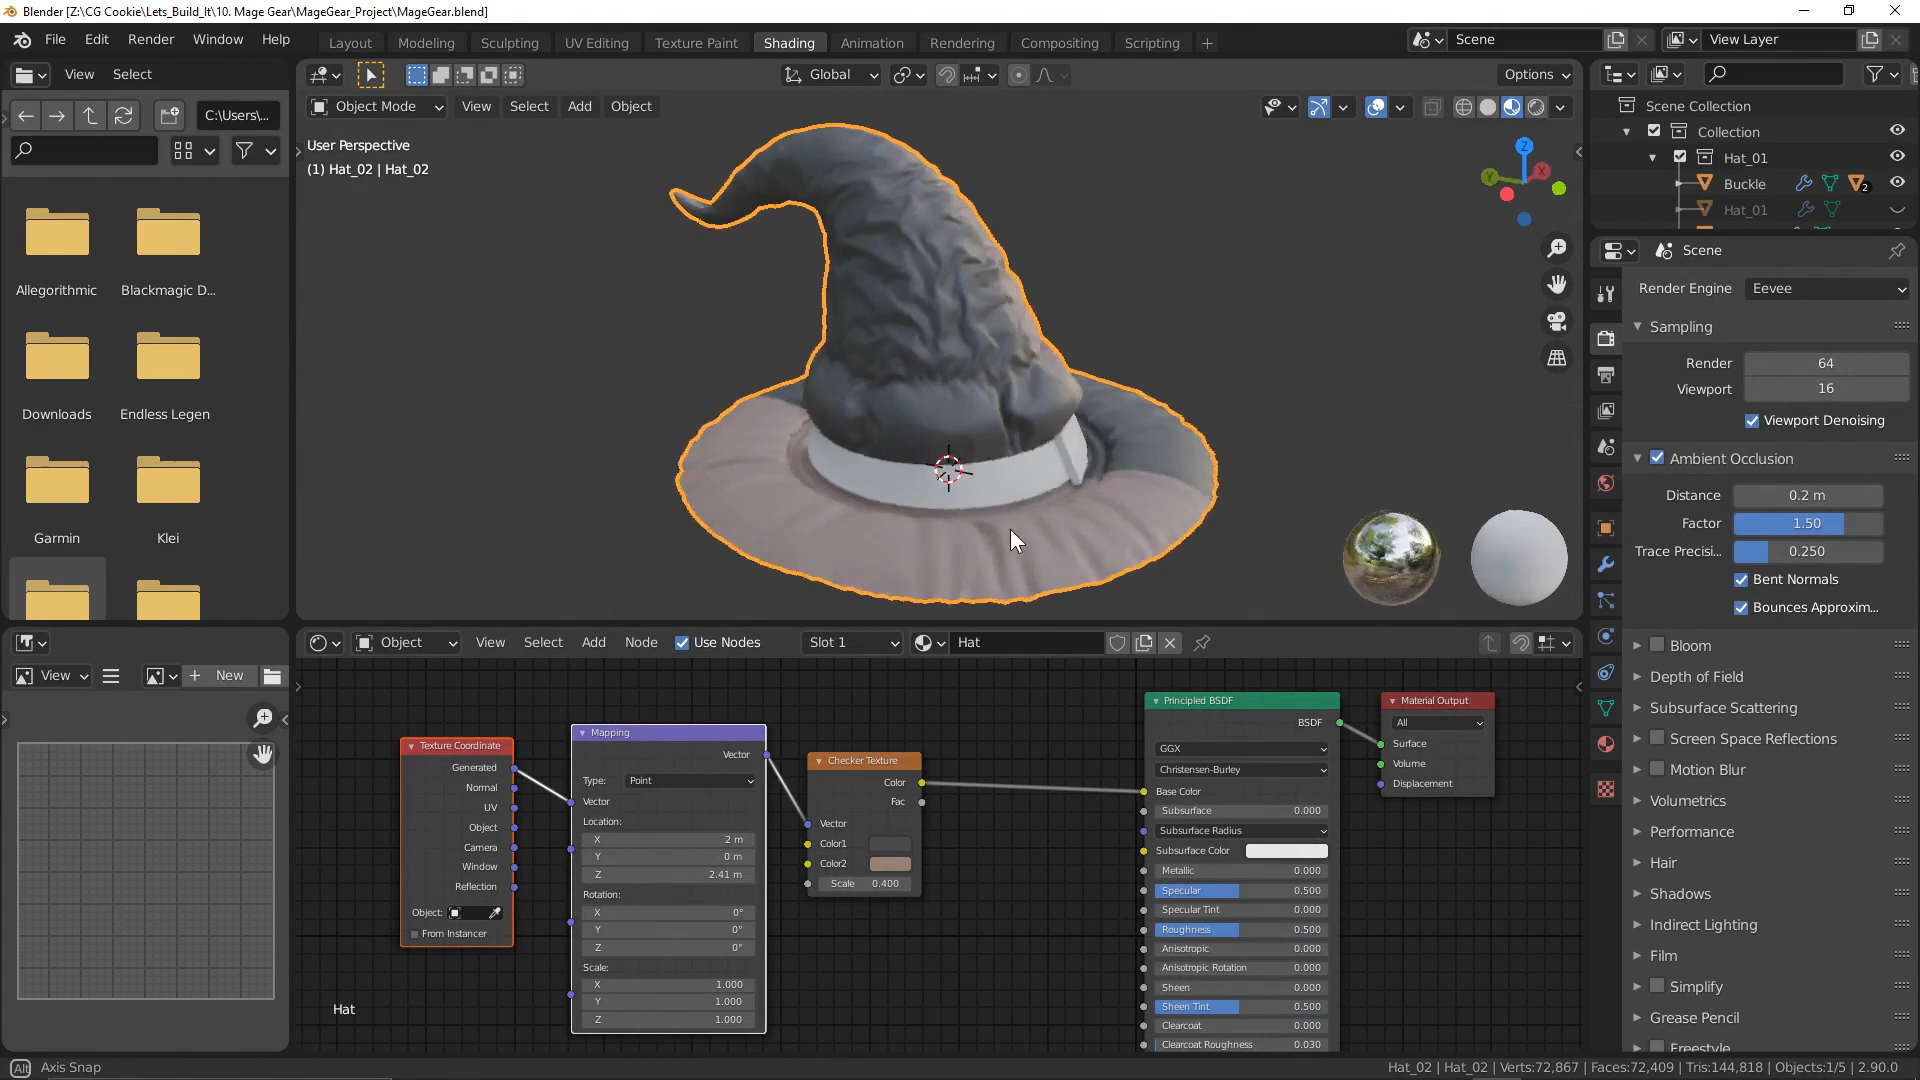 Blender [Z:\CG Cookie\Lets_Build_It\10. Mage Gear\MageGear_Project\MageGear.blend]
File Edit Render Window Help Layout Modeling Sculpting UV Editing Texture Paint Shading Animation Rendering Compositing Scripting + Scene View Layer
View Select Global Options
C:\Users\... Object Mode View Select Add Object Scene Collection
User Perspective
(1) Hat_02 | Hat_02
Z
Y
X
Collection
Hat_01
Buckle 2
Hat_01
Allegorithmic Blackmagic D...
Downloads Endless Legen
Garmin Klei
Scene
Render Engine Eevee
Sampling
Render 64
Viewport 16
Viewport Denoising
Ambient Occlusion
Distance 0.2 m
Factor 1.50
Trace Precisi... 0.250
Bent Normals
Bounces Approxim...
Bloom
Depth of Field
Subsurface Scattering
Screen Space Reflections
Motion Blur
Volumetrics
Performance
Hair
Shadows
Indirect Lighting
Film
Simplify
Grease Pencil
Freestyle
View + New
Object View Select Add Node Use Nodes Slot 1 Hat
Texture Coordinate
Generated
Normal
UV
Object
Camera
Window
Reflection
Object:
From Instancer
Mapping
Vector
Type: Point
Vector
Location:
X 2 m
Y 0 m
Z 2.41 m
Rotation:
X 0°
Y 0°
Z 0°
Scale:
X 1.000
Y 1.000
Z 1.000
Checker Texture
Color
Fac
Vector
Color1
Color2
Scale 0.400
Principled BSDF
BSDF
GGX
Christensen-Burley
Base Color
Subsurface 0.000
Subsurface Radius
Subsurface Color
Metallic 0.000
Specular 0.500
Specular Tint 0.000
Roughness 0.500
Anisotropic 0.000
Anisotropic Rotation 0.000
Sheen 0.000
Sheen Tint 0.500
Clearcoat 0.000
Clearcoat Roughness 0.030
Material Output
All
Surface
Volume
Displacement
Hat
Alt Axis Snap
Hat_02 | Hat_02 | Verts:72,867 | Faces:72,409 | Tris:144,818 | Objects:1/5 | 2.90.0